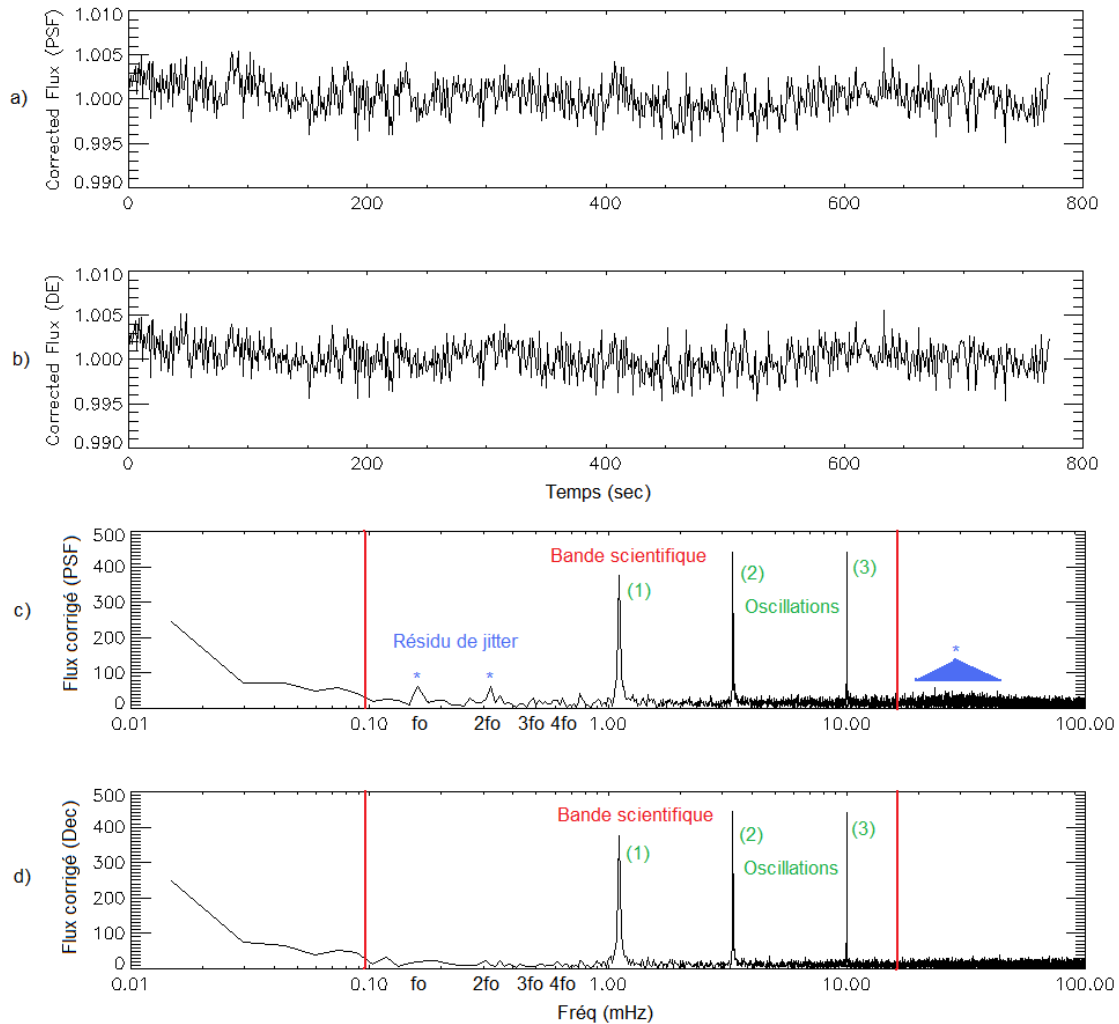 a)
Corrected Flux (PSF)
1.010
1.005
1.000
0.995
0.990
0 200 400 600 800
b)
Corrected Flux (DE)
1.010
1.005
1.000
0.995
0.990
0 200 400 600 800
Temps (sec)
c)
Flux corrigé (PSF)
500
400
300
200
100
0
Bande scientifique
(1)
(2)
(3)
Oscillations
Résidu de jitter
* * *
0.01 0.10 fo 2fo 3fo 4fo 1.00 10.00 100.00
d)
Flux corrigé (Dec)
500
400
300
200
100
0
Bande scientifique
(1)
(2)
(3)
Oscillations
0.01 0.10 fo 2fo 3fo 4fo 1.00 10.00 100.00
Fréq (mHz)